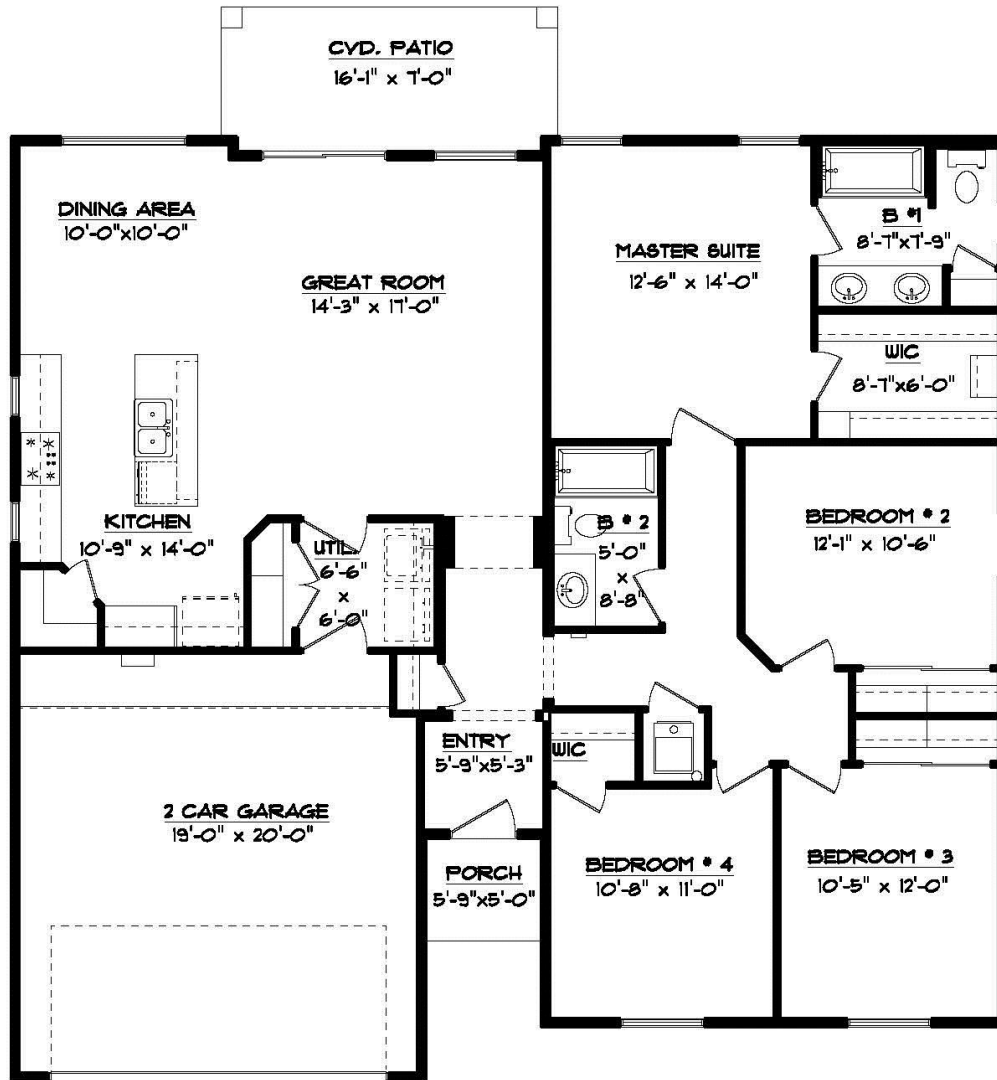 CVD. PATIO
16'-1" x 7'-0"
DINING AREA
10'-0"x10'-0"
GREAT ROOM
14'-3" x 17'-0"
MASTER SUITE
12'-6" x 14'-0"
B #1
8'-7"x7'-9"
WIC
8'-7"x6'-0"
KITCHEN
10'-9" x 14'-0"
UTIL.
6'-6"
x
6'-0"
B # 2
5'-0"
x
8'-8"
BEDROOM # 2
12'-1" x 10'-6"
ENTRY
5'-9"x5'-3"
WIC
2 CAR GARAGE
19'-0" x 20'-0"
PORCH
5'-9"x5'-0"
BEDROOM # 4
10'-8" x 11'-0"
BEDROOM # 3
10'-5" x 12'-0"